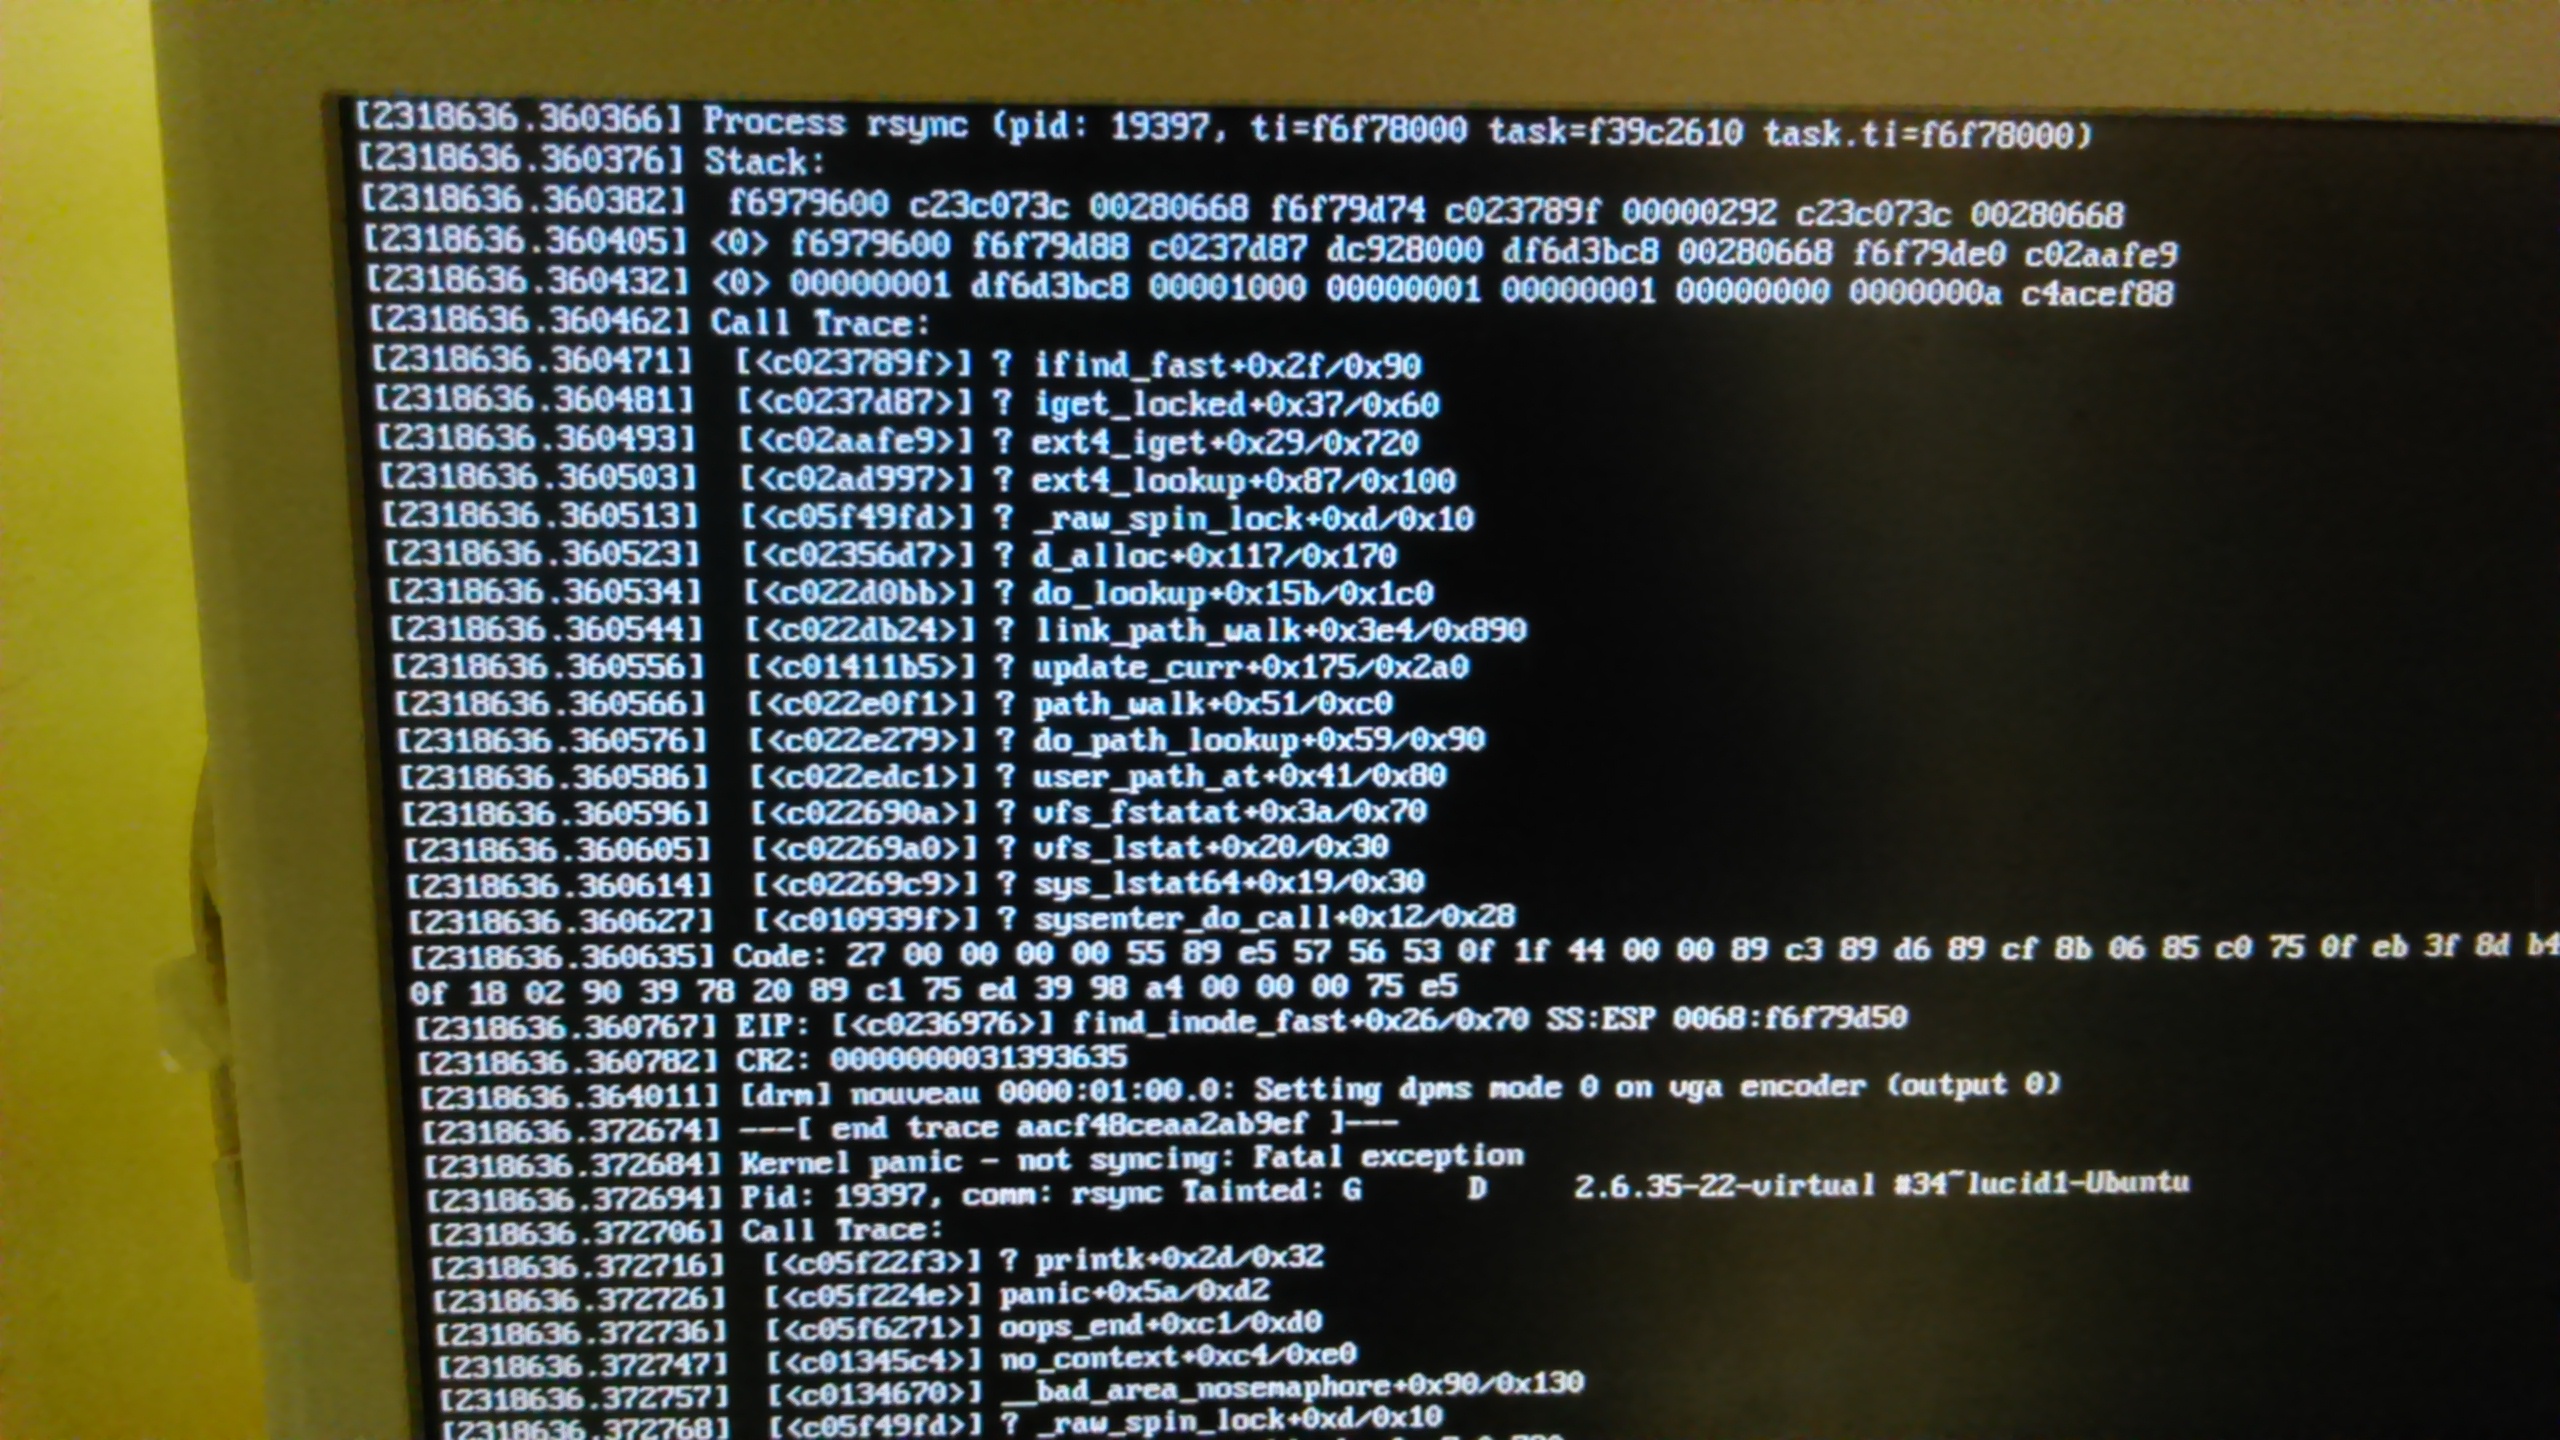 [2318636.360366] Process rsync (pid: 19397, ti=f6f78000 task=f39c2610 task.ti=f6f78000)
[2318636.360376] Stack:
[2318636.360382]  f6979600 c23c073c 00280668 f6f79d74 c023789f 00000292 c23c073c 00280668
[2318636.360405] <0> f6979600 f6f79d88 c0237d87 dc928000 df6d3bc8 00280668 f6f79de0 c02aafe9
[2318636.360432] <0> 00000001 df6d3bc8 00001000 00000001 00000001 00000000 0000000a c4acef88
[2318636.360462] Call Trace:
[2318636.360471]  [<c023789f>] ? ifind_fast+0x2f/0x90
[2318636.360481]  [<c0237d87>] ? iget_locked+0x37/0x60
[2318636.360493]  [<c02aafe9>] ? ext4_iget+0x29/0x720
[2318636.360503]  [<c02ad997>] ? ext4_lookup+0x87/0x100
[2318636.360513]  [<c05f49fd>] ? _raw_spin_lock+0xd/0x10
[2318636.360523]  [<c02356d7>] ? d_alloc+0x117/0x170
[2318636.360534]  [<c022d0bb>] ? do_lookup+0x15b/0x1c0
[2318636.360544]  [<c022db24>] ? link_path_walk+0x3e4/0x890
[2318636.360556]  [<c01411b5>] ? update_curr+0x175/0x2a0
[2318636.360566]  [<c022e0f1>] ? path_walk+0x51/0xc0
[2318636.360576]  [<c022e279>] ? do_path_lookup+0x59/0x90
[2318636.360586]  [<c022edc1>] ? user_path_at+0x41/0x80
[2318636.360596]  [<c022690a>] ? vfs_fstatat+0x3a/0x70
[2318636.360605]  [<c02269a0>] ? vfs_lstat+0x20/0x30
[2318636.360614]  [<c02269c9>] ? sys_lstat64+0x19/0x30
[2318636.360627]  [<c010939f>] ? sysenter_do_call+0x12/0x28
[2318636.360635] Code: 27 00 00 00 00 55 89 e5 57 56 53 0f 1f 44 00 00 89 c3 89 d6 89 cf 8b 06 85 c0 75 0f eb 3f 8d b4
0f 18 02 90 39 78 20 89 c1 75 ed 39 98 a4 00 00 00 75 e5
[2318636.360767] EIP: [<c0236976>] find_inode_fast+0x26/0x70 SS:ESP 0068:f6f79d50
[2318636.360782] CR2: 0000000031393635
[2318636.364011] [drm] nouveau 0000:01:00.0: Setting dpms mode 0 on vga encoder (output 0)
[2318636.372674] ---[ end trace aacf48ceaa2ab9ef ]---
[2318636.372684] Kernel panic - not syncing: Fatal exception
[2318636.372694] Pid: 19397, comm: rsync Tainted: G      D     2.6.35-22-virtual #34~lucid1-Ubuntu
[2318636.372706] Call Trace:
[2318636.372716]  [<c05f22f3>] ? printk+0x2d/0x32
[2318636.372726]  [<c05f224e>] panic+0x5a/0xd2
[2318636.372736]  [<c05f6271>] oops_end+0xc1/0xd0
[2318636.372747]  [<c01345c4>] no_context+0xc4/0xe0
[2318636.372757]  [<c0134670>] __bad_area_nosemaphore+0x90/0x130
[2318636.372768]  [<c05f49fd>] ? _raw_spin_lock+0xd/0x10